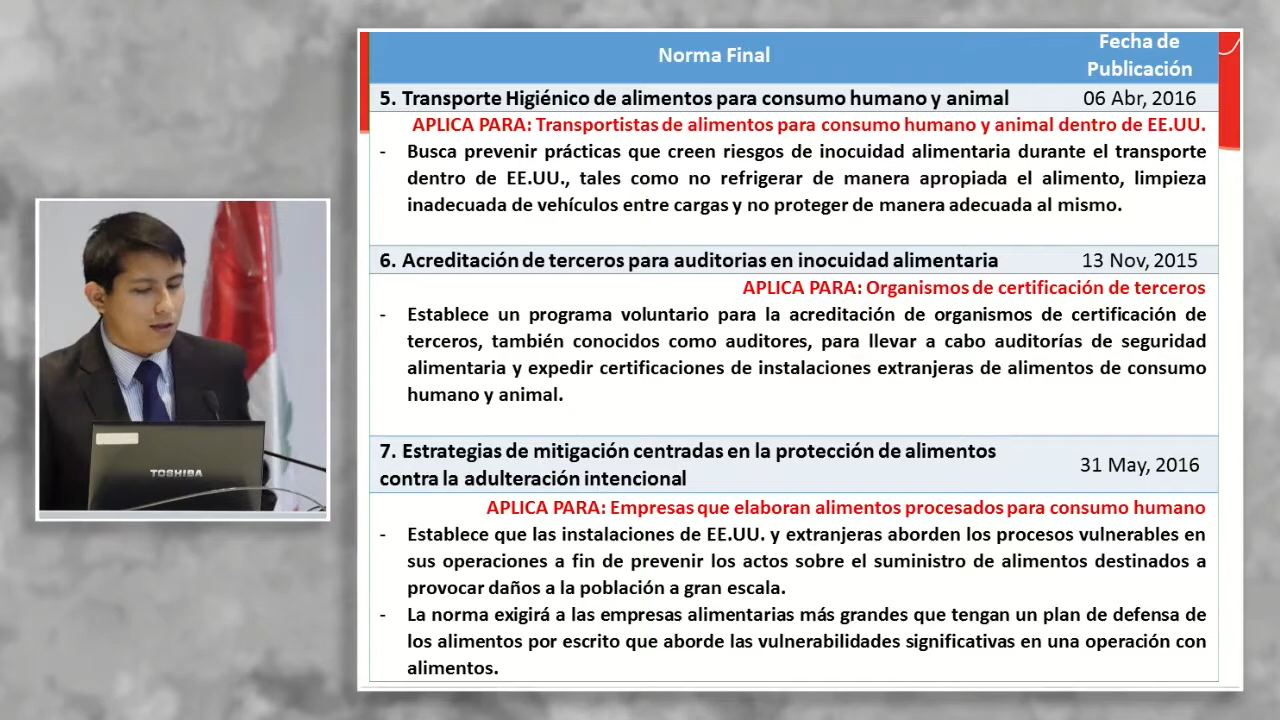 Norma Final
Fecha de
Publicación
5. Transporte Higiénico de alimentos para consumo humano y animal
06 Abr, 2016
APLICA PARA: Transportistas de alimentos para consumo humano y animal dentro de EE.UU.
- Busca prevenir prácticas que creen riesgos de inocuidad alimentaria durante el transporte
dentro de EE.UU., tales como no refrigerar de manera apropiada el alimento, limpieza
inadecuada de vehículos entre cargas y no proteger de manera adecuada al mismo.
6. Acreditación de terceros para auditorias en inocuidad alimentaria
13 Nov, 2015
APLICA PARA: Organismos de certificación de terceros
- Establece un programa voluntario para la acreditación de organismos de certificación de
terceros, también conocidos como auditores, para llevar a cabo auditorías de seguridad
alimentaria y expedir certificaciones de instalaciones extranjeras de alimentos de consumo
humano y animal.
7. Estrategias de mitigación centradas en la protección de alimentos
contra la adulteración intencional
31 May, 2016
APLICA PARA: Empresas que elaboran alimentos procesados para consumo humano
- Establece que las instalaciones de EE.UU. y extranjeras aborden los procesos vulnerables en
sus operaciones a fin de prevenir los actos sobre el suministro de alimentos destinados a
provocar daños a la población a gran escala.
- La norma exigirá a las empresas alimentarias más grandes que tengan un plan de defensa de
los alimentos por escrito que aborde las vulnerabilidades significativas en una operación con
alimentos.
TOSHIBA